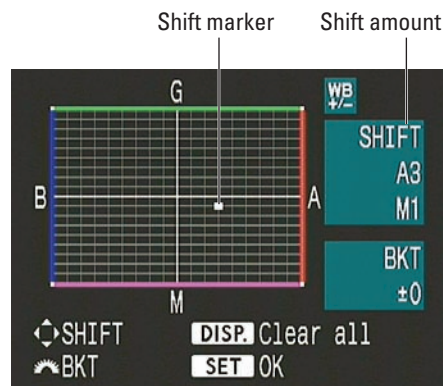 Shift marker Shift amount
G
WB
+/-
SHIFT
A3
M1
B
A
BKT
±0
M
SHIFT DISP. Clear all
BKT SET OK